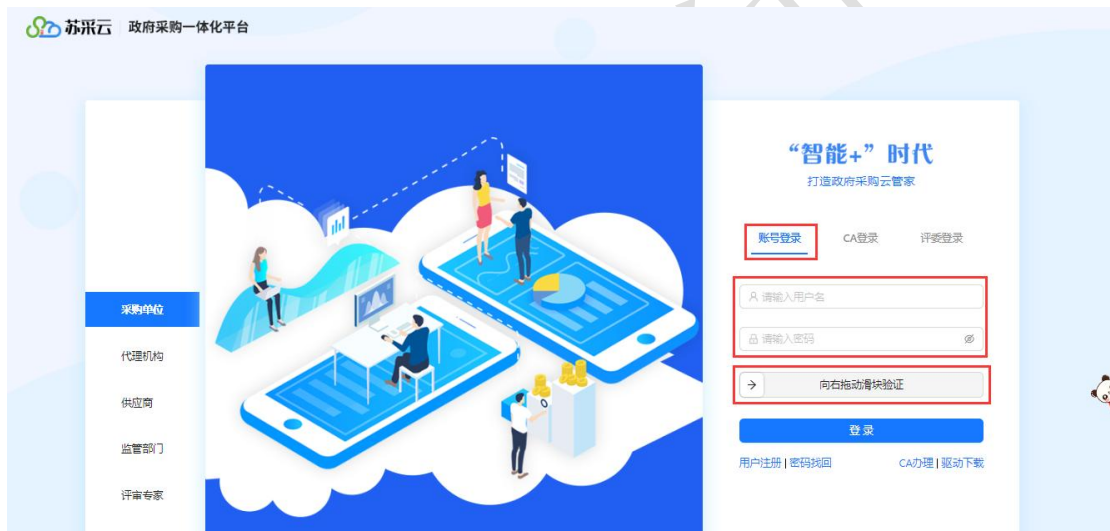 苏采云 政府采购一体化平台
“智能+”时代
打造政府采购云管家
账号登录 CA登录 评委登录
请输入用户名
请输入密码
向右拖动滑块验证
登录
用户注册 | 密码找回 CA办理 | 驱动下载
采购单位
代理机构
供应商
监管部门
评审专家